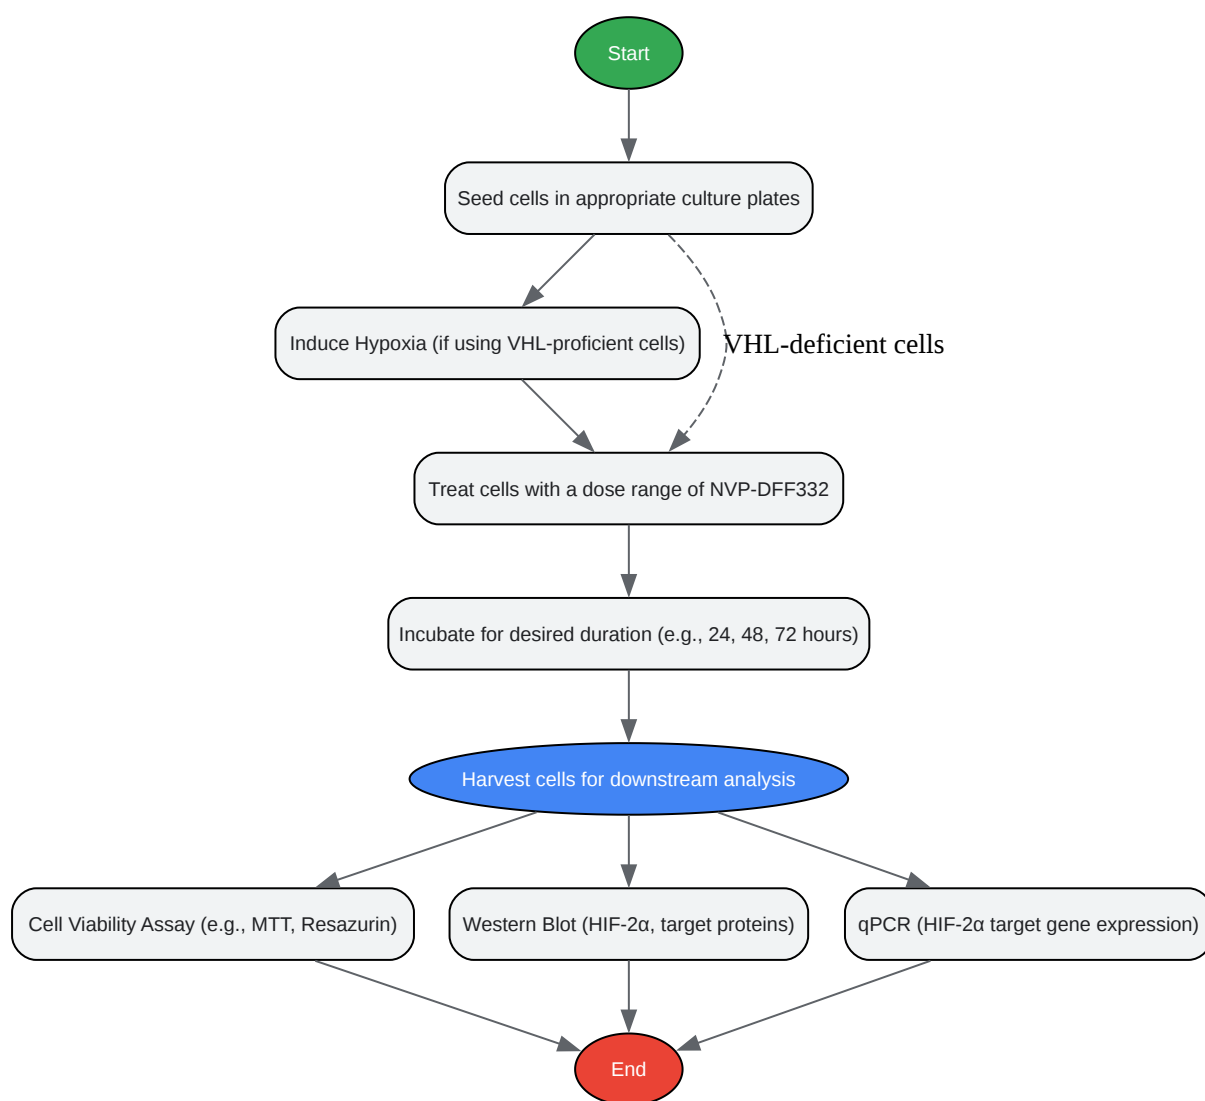 Start
Seed cells in appropriate culture plates
Induce Hypoxia (if using VHL-proficient cells)
VHL-deficient cells
Treat cells with a dose range of NVP-DFF332
Incubate for desired duration (e.g., 24, 48, 72 hours)
Harvest cells for downstream analysis
Cell Viability Assay (e.g., MTT, Resazurin)
Western Blot (HIF-2α, target proteins)
qPCR (HIF-2α target gene expression)
End